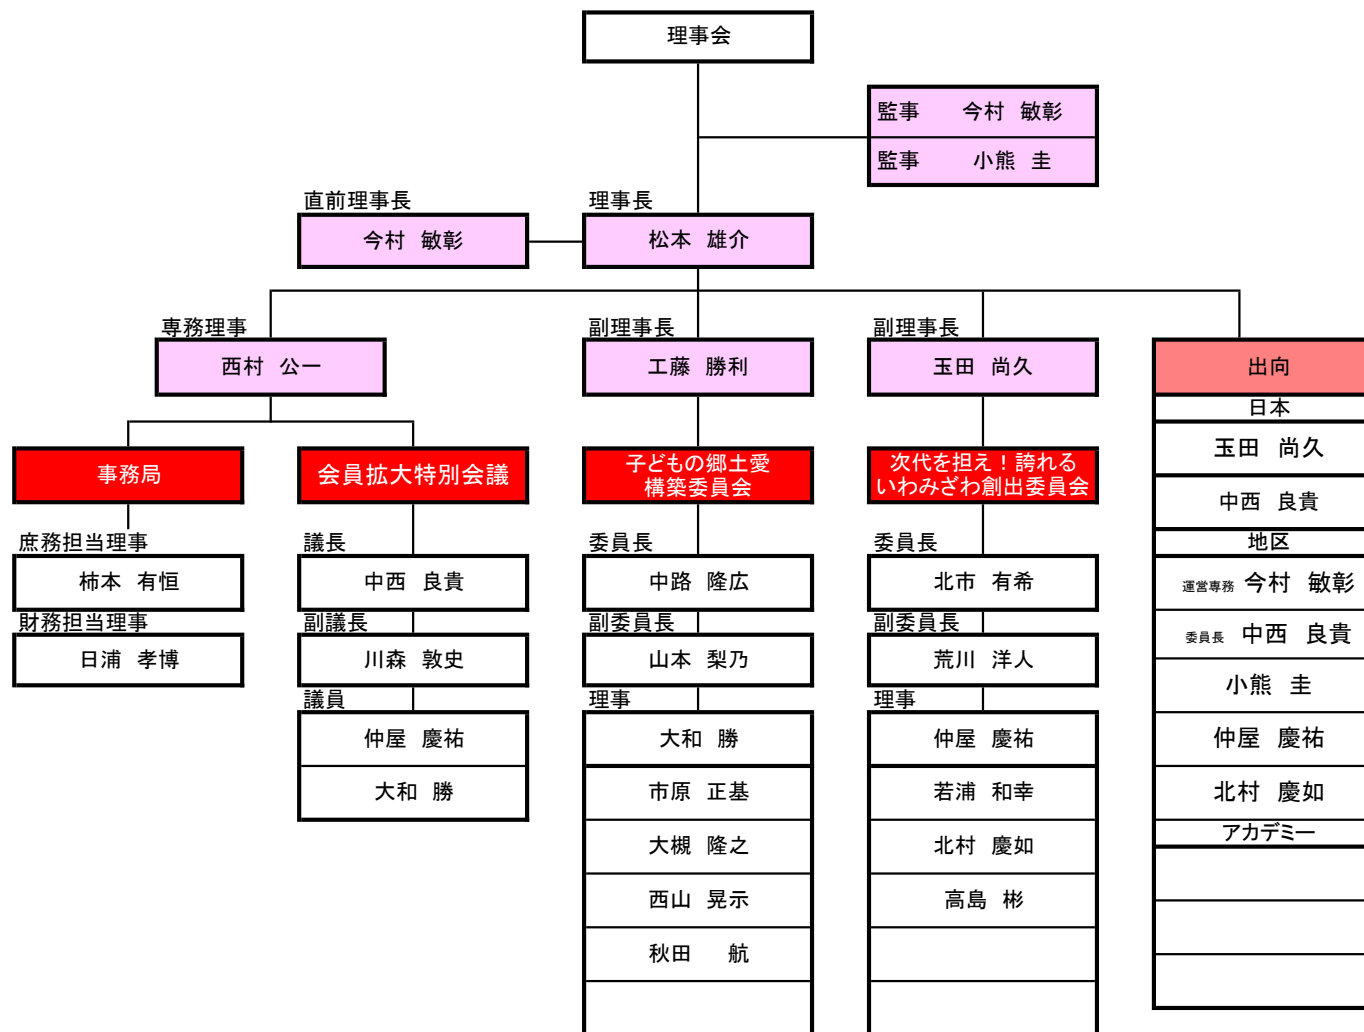 理事会
監事 今村 敏彰
監事 小熊 圭
直前理事長
今村 敏彰
理事長
松本 雄介
専務理事
西村 公一
副理事長
工藤 勝利
副理事長
玉田 尚久
事務局
庶務担当理事
柿本 有恒
財務担当理事
日浦 孝博
会員拡大特別会議
議長
中西 良貴
副議長
川森 敦史
議員
仲屋 慶祐
大和 勝
子どもの郷土愛
構築委員会
委員長
中路 隆広
副委員長
山本 梨乃
理事
大和 勝
市原 正基
大槻 隆之
西山 晃示
秋田 航
次代を担え！誇れる
いわみざわ創出委員会
委員長
北市 有希
副委員長
荒川 洋人
理事
仲屋 慶祐
若浦 和幸
北村 慶如
高島 彬
出向
日本
玉田 尚久
中西 良貴
地区
運営専務 今村 敏彰
委員長 中西 良貴
小熊 圭
仲屋 慶祐
北村 慶如
アカデミー